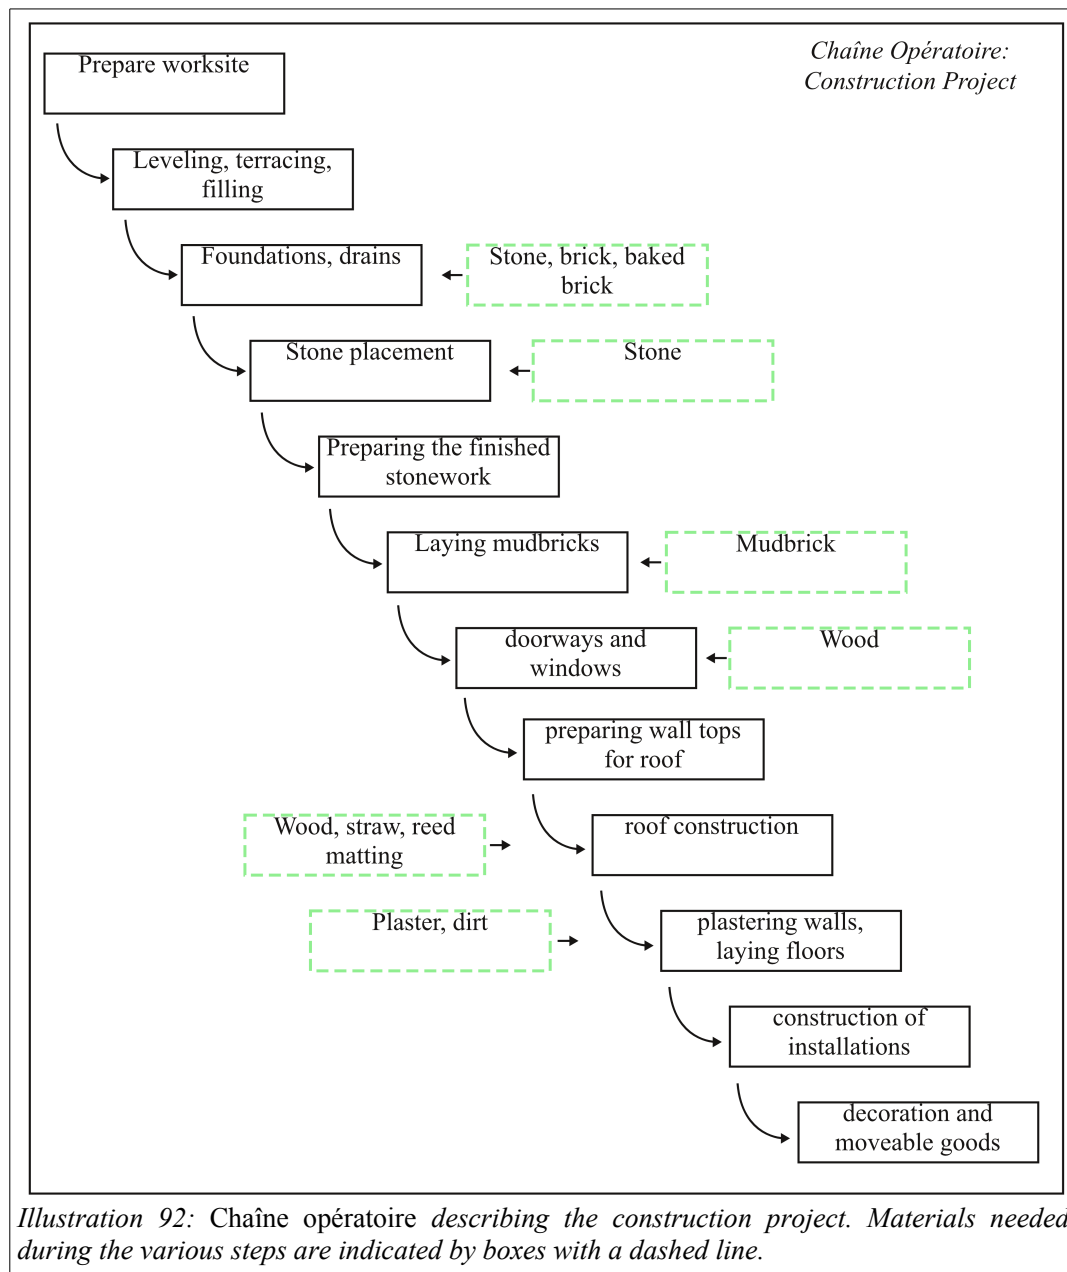 Chaîne Opératoire:
Construction Project
Prepare worksite
Leveling, terracing,
filling
Foundations, drains
Stone, brick, baked
brick
Stone placement
Stone
Preparing the finished
stonework
Laying mudbricks
Mudbrick
doorways and
windows
Wood
preparing wall tops
for roof
Wood, straw, reed
matting
roof construction
Plaster, dirt
plastering walls,
laying floors
construction of
installations
decoration and
moveable goods
Illustration 92: Chaîne opératoire describing the construction project. Materials needed
during the various steps are indicated by boxes with a dashed line.